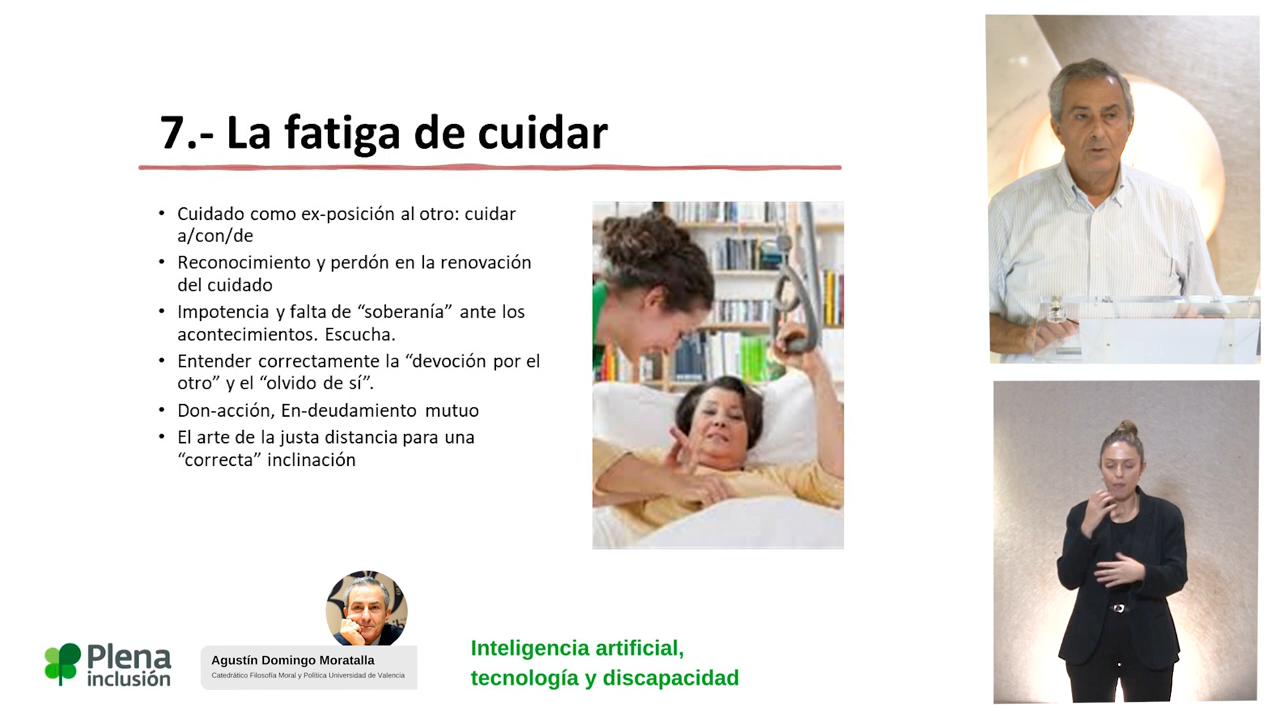 7.- La fatiga de cuidar
• Cuidado como ex-posición al otro: cuidar
a/con/de
• Reconocimiento y perdón en la renovación
del cuidado
• Impotencia y falta de “soberanía” ante los
acontecimientos. Escucha.
• Entender correctamente la “devoción por el
otro” y el “olvido de sí”.
• Don-acción, En-deudamiento mutuo
• El arte de la justa distancia para una
“correcta” inclinación
Plena
inclusión
Agustín Domingo Moratalla
Catedrático Filosofía Moral y Política Universidad de Valencia
Inteligencia artificial,
tecnología y discapacidad